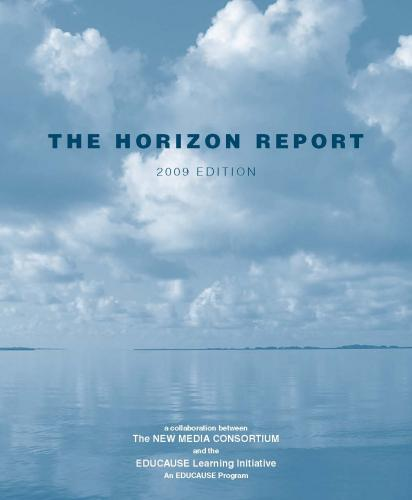 THE HORIZON REPORT
2009 EDITION
a collaboration between
The NEW MEDIA CONSORTIUM
and the
EDUCAUSE Learning Initiative
An EDUCAUSE Program